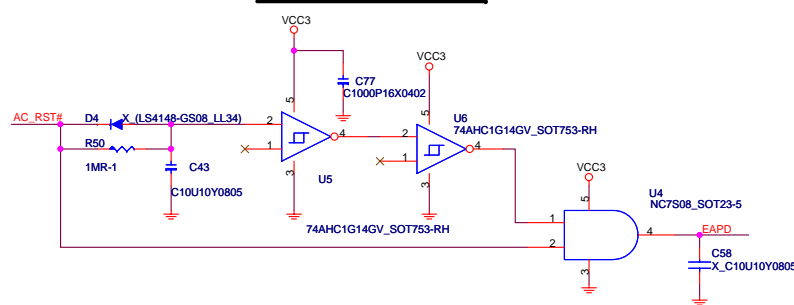 VCC3
VCC3
C77
C1000P16X0402
AC_RST#
D4
X_(LS4148-GS08_LL34)
5
5
U6
74AHC1G14GV_SOT753-RH
2
4
2
4
R50
1
1
1MR-1
C43
C10U10Y0805
3
U5
3
VCC3
U4
NC7S08_SOT23-5
5
1
74AHC1G14GV_SOT753-RH
4
EAPD
2
C58
X_C10U10Y0805
3